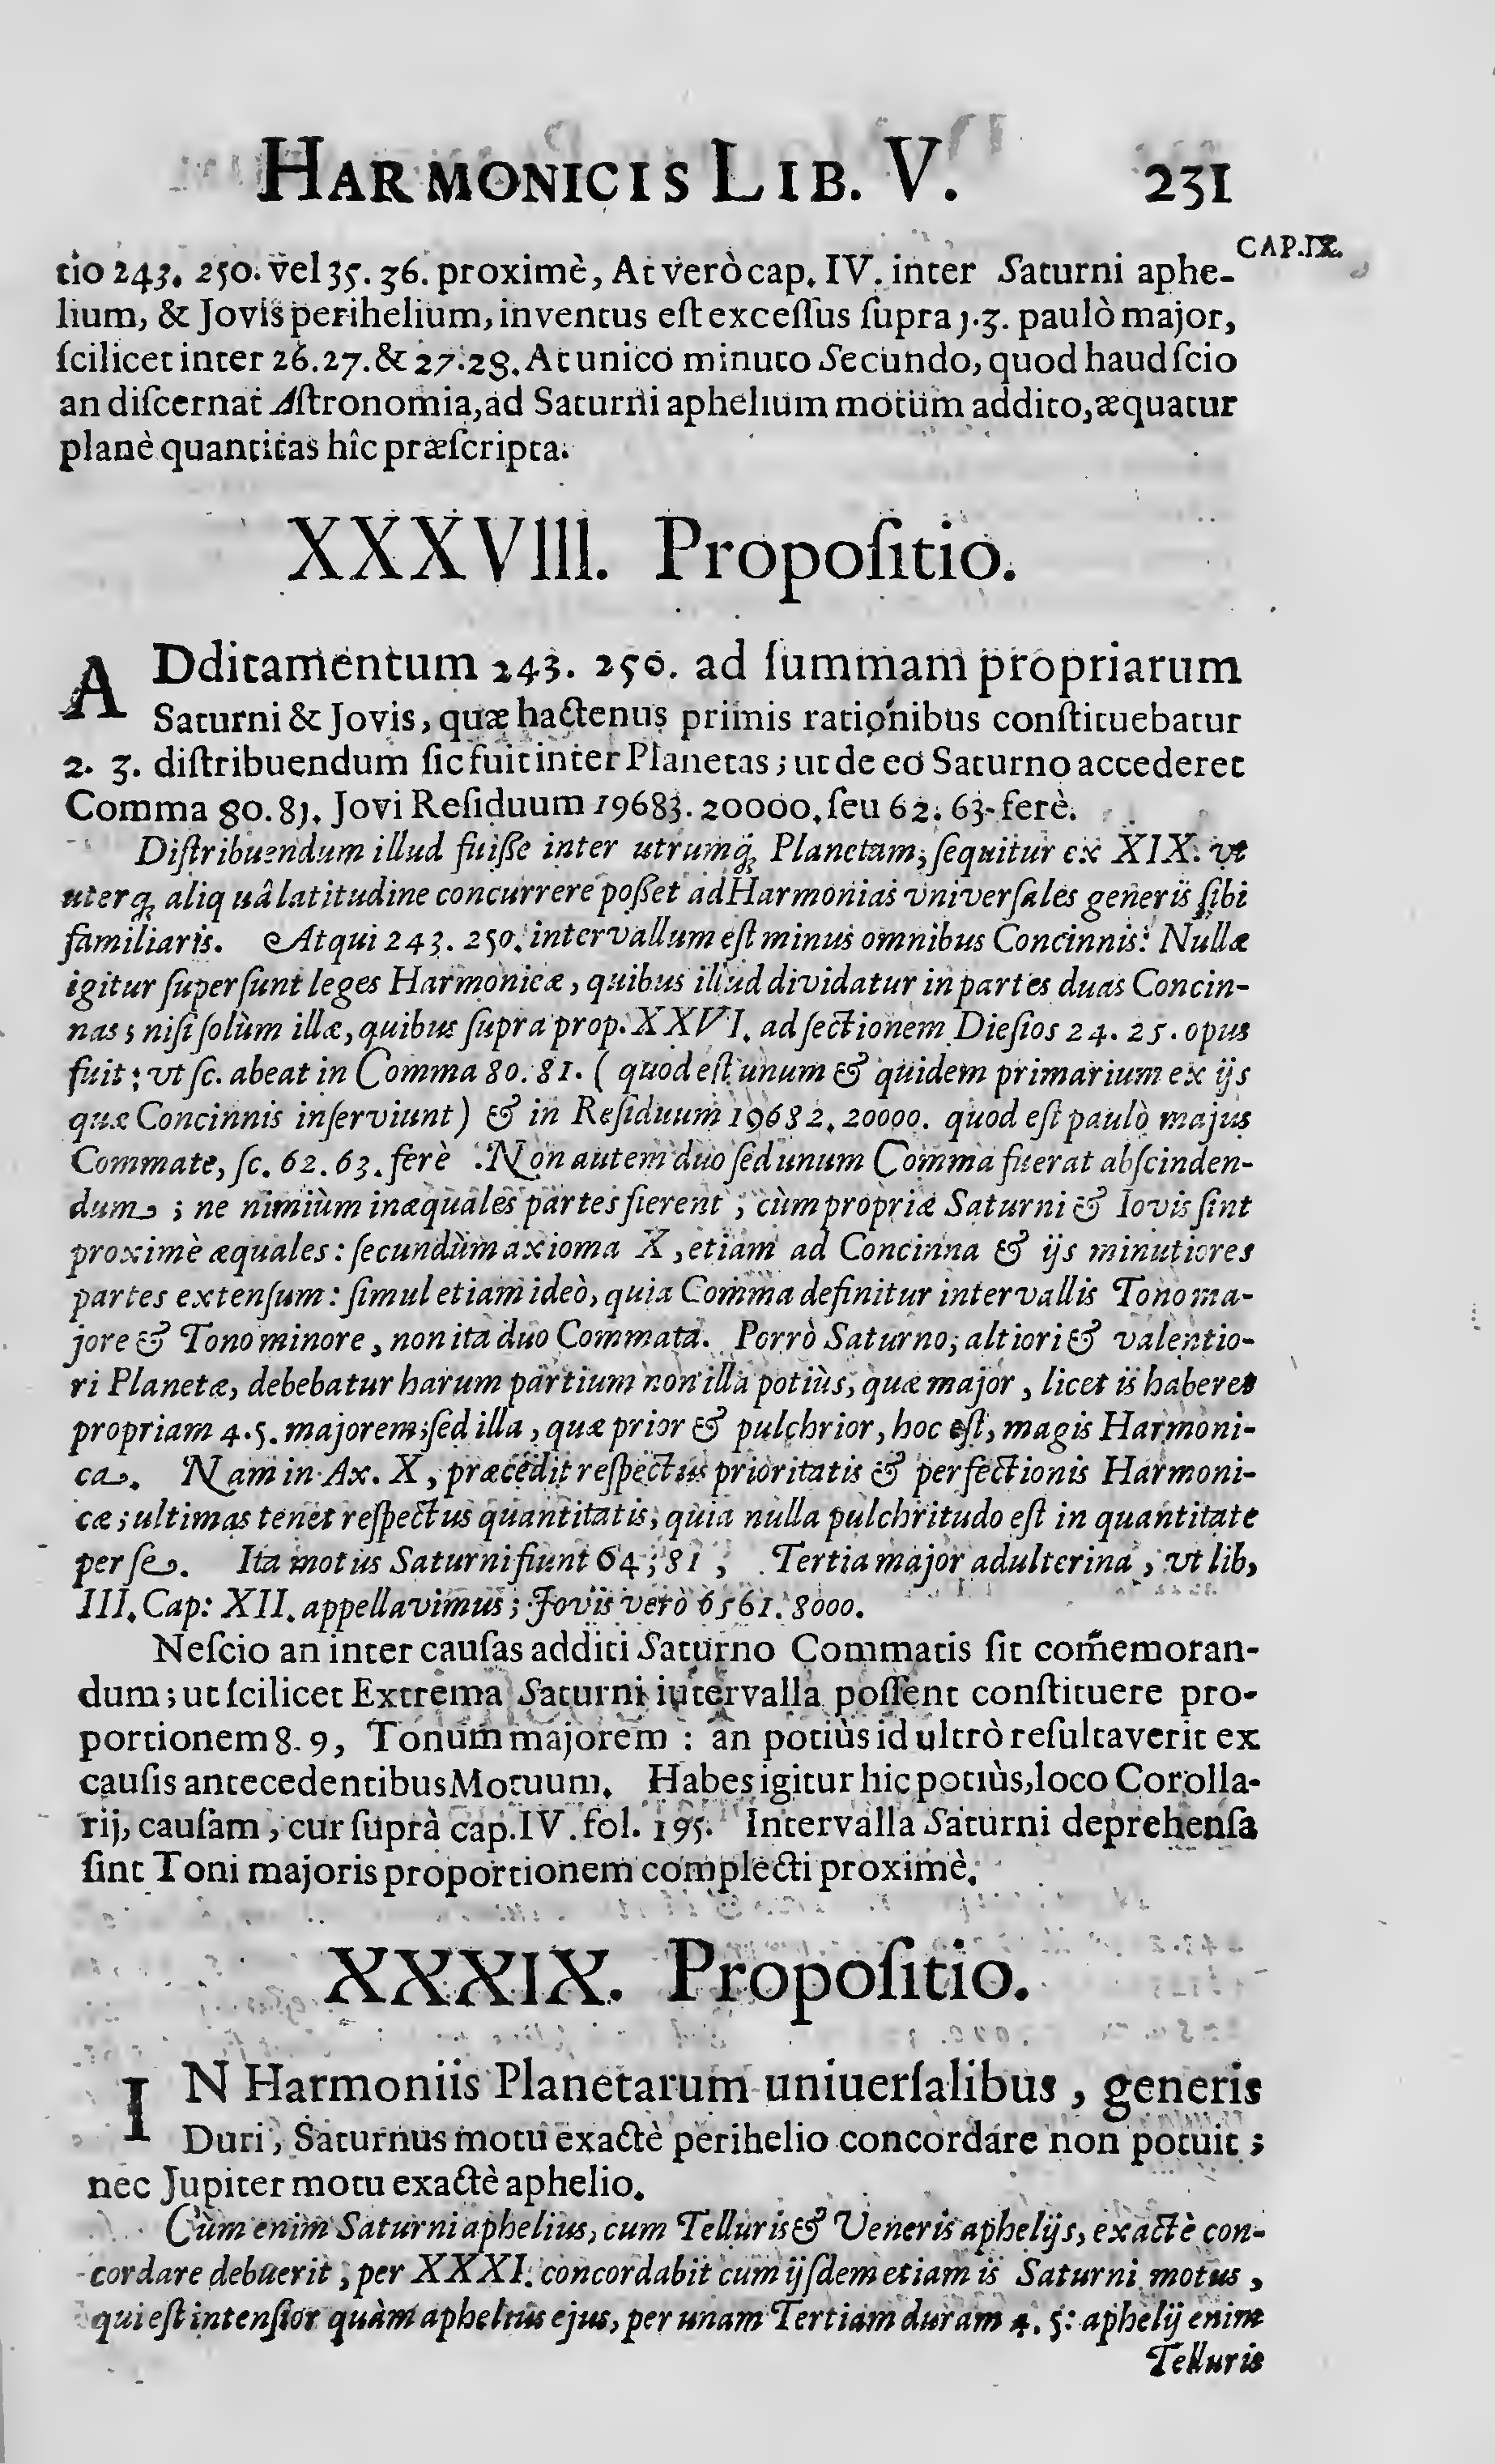 HARMONICIS LIB. V. 231
CAP.IX.
tio 243. 250. vel 35. 36. proximè, At verò cap. IV. inter Saturni aphe-
lium, & Jovis perihelium, inventus eſt exceſſus ſupra 1.3. paulò major,
ſcilicet inter 26.27. & 27.28. At unico minuto Secundo, quod haud ſcio
an diſcernat Aſtronomia, ad Saturni aphelium motum addito, æquatur
planè quantitas hîc præſcripta.
XXXVIII. Propoſitio.
ADditamentum 243. 250. ad ſummam propriarum
Saturni & Jovis, quæ hactenus primis rationibus conſtituebatur
2. 3. diſtribuendum ſic fuit inter Planetas; ut de eo Saturno accederet
Comma 80. 81. Jovi Reſiduum 19683. 20000. ſeu 62. 63. ferè.
Diſtribuendum illud fuiſſe inter utrumq́; Planetam, ſequitur ex XIX. ut
uterq; aliquâ latitudine concurrere poſſet ad Harmonias vniverſales generis ſibi
familiaris. Atqui 243. 250. intervallum eſt minus omnibus Concinnis: Nullæ
igitur ſuperſunt leges Harmonicæ, quibus illud dividatur in partes duas Concin-
nas; niſi ſolùm illæ, quibus ſupra prop. XXVI. ad ſectionem Dieſios 24. 25. opus
fuit; vt ſc. abeat in Comma 80. 81. (quod eſt unum & quidem primarium ex ijs
quæ Concinnis inſerviunt) & in Reſiduum 19682. 20000. quod eſt paulò majus
Commate, ſc. 62. 63. ferè. Non autem duo ſed unum Comma fuerat abſcinden-
dum; ne nimiùm inæquales partes fierent, cùm propriæ Saturni & Iovis ſint
proximè æquales: ſecundùm axioma X, etiam ad Concinna & ijs minutiores
partes extenſum: ſimul etiam ideò, quia Comma definitur intervallis Tono ma-
jore & Tono minore, non ita duo Commata. Porrò Saturno, altiori & valentio-
ri Planetæ, debebatur harum partium non illa potiùs, quæ major, licet is haberet
propriam 4.5. majorem; ſed illa, quæ prior & pulchrior, hoc eſt, magis Harmoni-
ca. Nam in Ax. X, præcedit reſpectus prioritatis & perfectionis Harmoni-
cæ; ultimas tenet reſpectus quantitatis, quia nulla pulchritudo eſt in quantitate
per ſe. Ita motus Saturni fiunt 64, 81, Tertia major adulterina, vt lib,
III. Cap: XII. appellavimus; Jovis verò 6561. 8000.
Neſcio an inter cauſas additi Saturno Commatis ſit com̃emoran-
dum; ut ſcilicet Extrema Saturni intervalla poſſent conſtituere pro-
portionem 8. 9, Tonum majorem: an potiùs id ultrò reſultaverit ex
cauſis antecedentibus Motuum. Habes igitur hic potiùs, loco Corolla-
rij, cauſam, cur ſuprà cap. IV. fol. 195. Intervalla Saturni deprehenſa
ſint Toni majoris proportionem complecti proximè.
XXXIX. Propoſitio.
IN Harmoniis Planetarum uniuerſalibus, generis
Duri, Saturnus motu exactè perihelio concordare non potuit;
nec Jupiter motu exactè aphelio.
Cùm enim Saturni aphelius, cum Telluris & Veneris aphelijs, exactè con-
cordare debuerit, per XXXI. concordabit cum ijſdem etiam is Saturni motus,
qui eſt intenſior quàm aphelius ejus, per unam Tertiam duram 4. 5: aphelij enim
Telluris